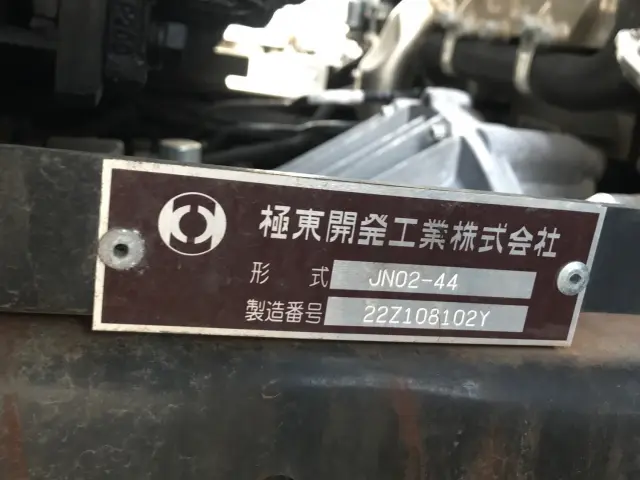 極東開発工業株式会社
形 式 JN02-44
製造番号 22Z108102Y